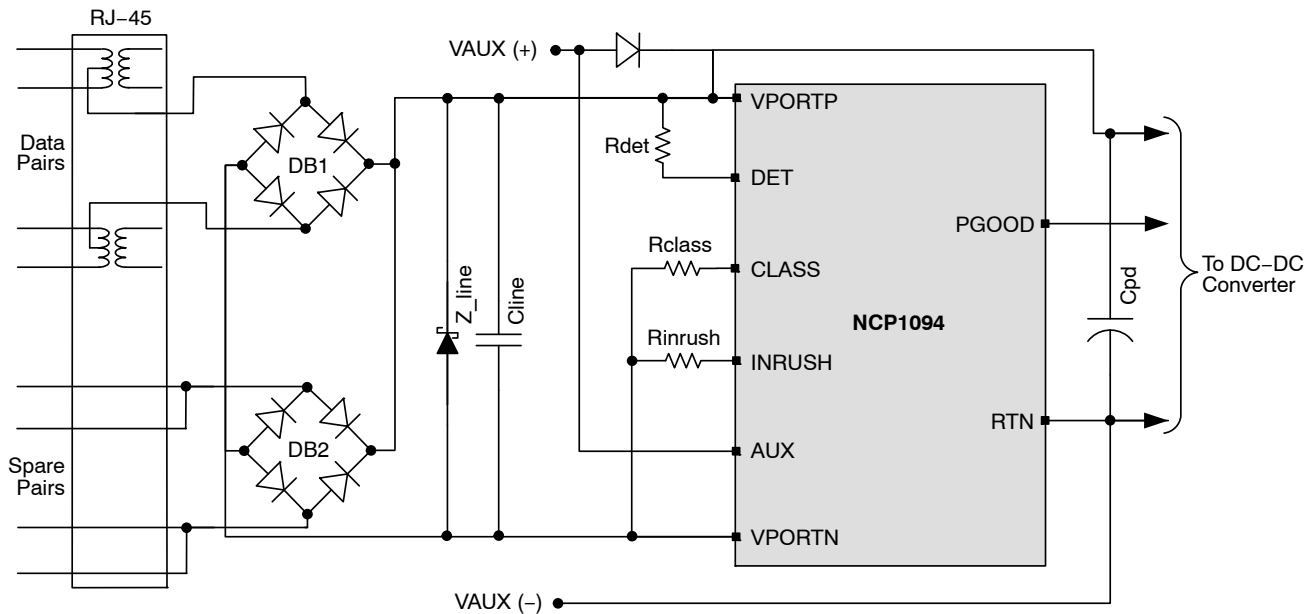 RJ−45
VAUX (+)
Data
Pairs
DB1
Rdet
VPORTP
DET
PGOOD
Rclass
CLASS
Z_line
Cline
NCP1094
Cpd
To DC−DC
Converter
Rinrush
INRUSH
RTN
Spare
Pairs
DB2
AUX
VPORTN
VAUX (−)